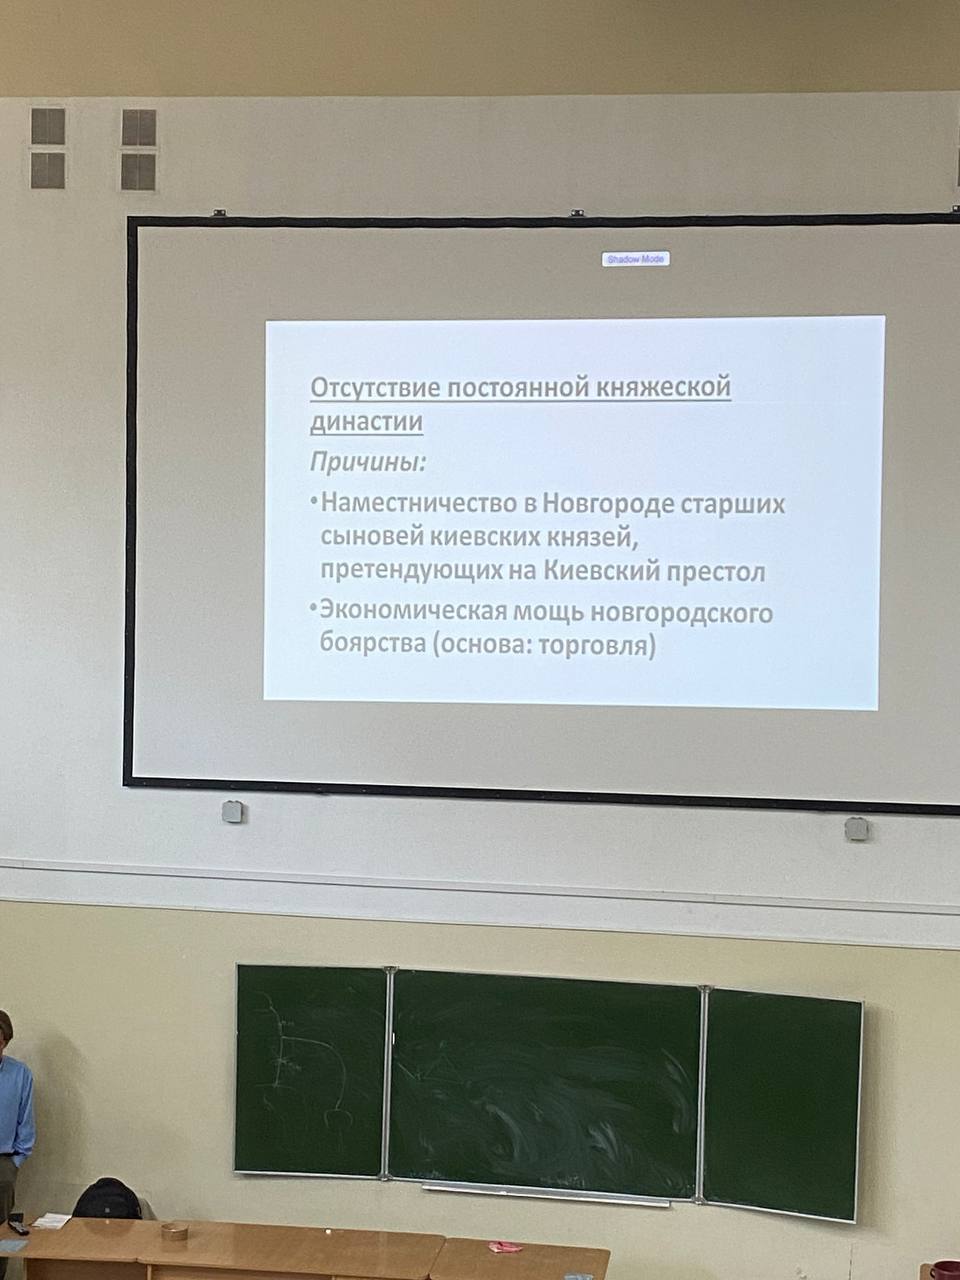 Shadow Mode
Отсутствие постоянной княжеской
династии
Причины:
•Наместничество в Новгороде старших
сыновей киевских князей,
претендующих на Киевский престол
•Экономическая мощь новгородского
боярства (основа: торговля)